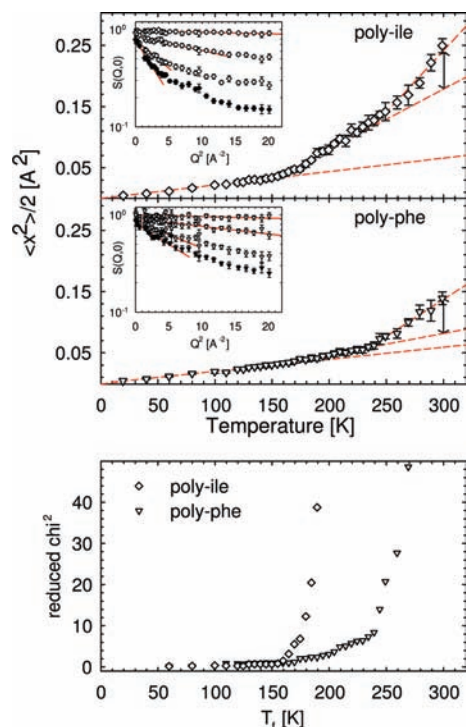 poly-ile
0.25
0.15
0.05
10⁰
S(Q,0)
10⁻¹
0 5 10 15 20
Q² [A⁻²]
<x²>/2 [A²]
poly-phe
0.25
0.15
0.05
10⁰
S(Q,0)
10⁻¹
0 5 10 15 20
Q² [A⁻²]
0 50 100 150 200 250 300
Temperature [K]
poly-ile
poly-phe
reduced chi²
40
30
20
10
0
0 50 100 150 200 250 300
Tf [K]